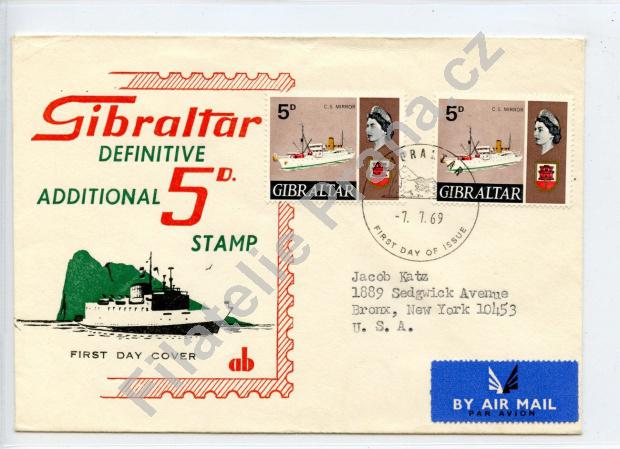 Gibraltar
DEFINITIVE
ADDITIONAL 5D.
STAMP
FIRST DAY COVER
ab
5D
C.S. MIRROR
GIBRALTAR
5D
C.S. MIRROR
GIBRALTAR
GIBRALTAR
-7. 7. 69
FIRST DAY OF ISSUE
Jacob Katz
1889 Sedgwick Avenue
Bronx, New York 10453
U. S. A.
BY AIR MAIL
PAR AVION
Filatelie Praha.cz